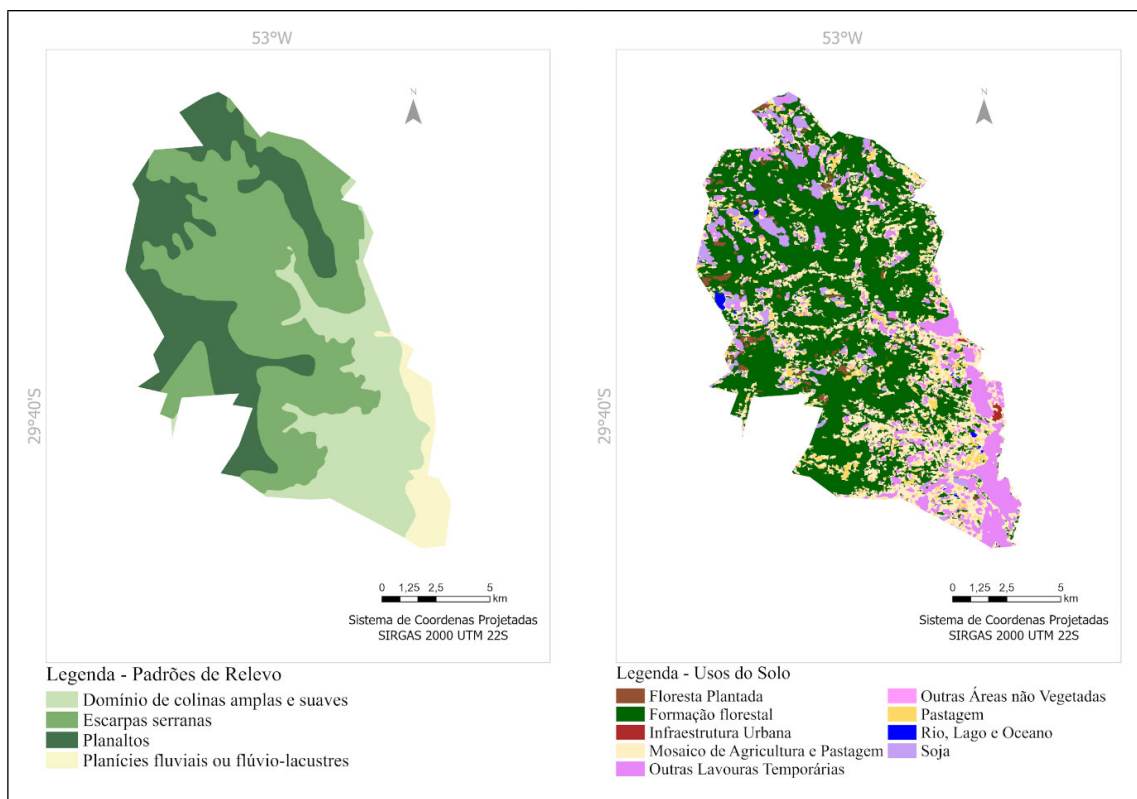 53°W
53°W
N
N
29°40'S
29°40'S
0 1,25 2,5 5
km
Sistema de Coordenas Projetadas
SIRGAS 2000 UTM 22S
0 1,25 2,5 5
km
Sistema de Coordenas Projetadas
SIRGAS 2000 UTM 22S
Legenda - Padrões de Relevo
Domínio de colinas amplas e suaves
Escarpas serranas
Planaltos
Planícies fluviais ou flúvio-lacustres
Legenda - Usos do Solo
Floresta Plantada
Formação florestal
Infraestrutura Urbana
Mosaico de Agricultura e Pastagem
Outras Lavouras Temporárias
Outras Áreas não Vegetadas
Pastagem
Rio, Lago e Oceano
Soja